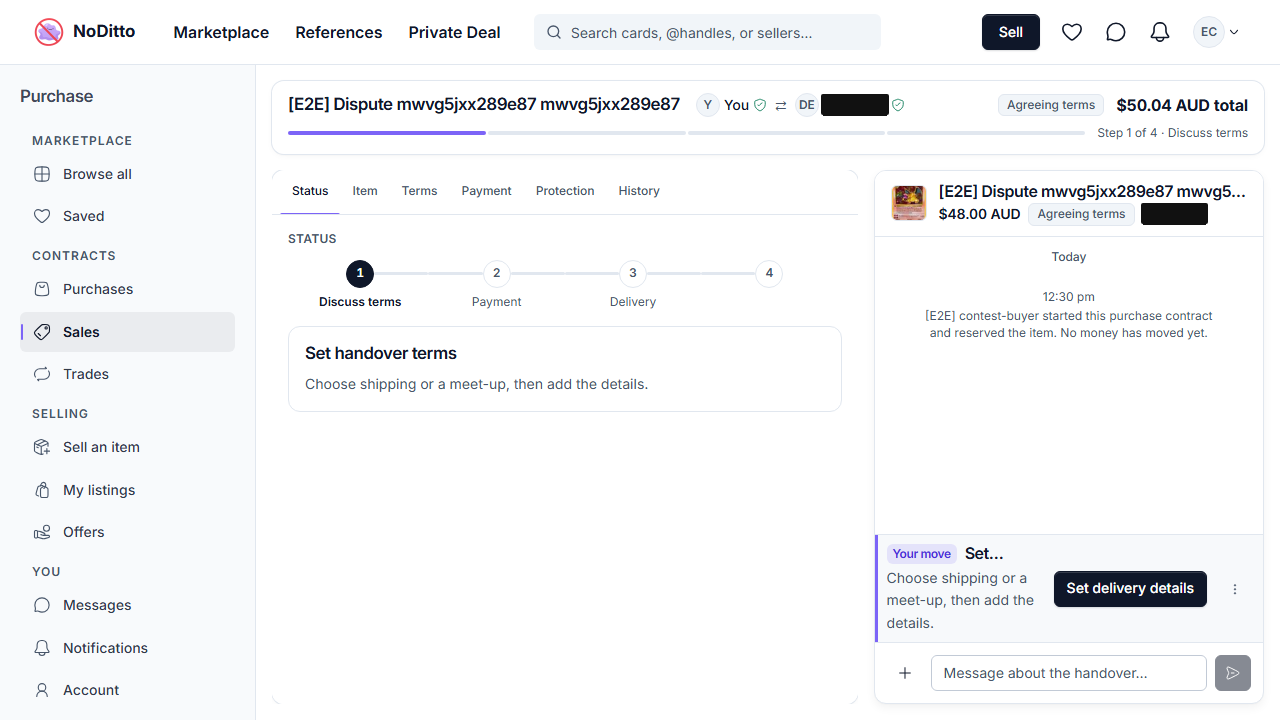 NoDitto
Marketplace
References
Private Deal
Search cards, @handles, or sellers...
Sell
EC
Purchase
MARKETPLACE
Browse all
Saved
CONTRACTS
Purchases
Sales
Trades
SELLING
Sell an item
My listings
Offers
YOU
Messages
Notifications
Account
[E2E] Dispute mwvg5jxx289e87 mwvg5jxx289e87
Y You
DE
Agreeing terms
$50.04 AUD total
Step 1 of 4 · Discuss terms
Status
Item
Terms
Payment
Protection
History
STATUS
1
2
3
4
Discuss terms
Payment
Delivery
Set handover terms
Choose shipping or a meet-up, then add the details.
[E2E] Dispute mwvg5jxx289e87 mwvg5...
$48.00 AUD
Agreeing terms
Today
12:30 pm
[E2E] contest-buyer started this purchase contract
and reserved the item. No money has moved yet.
Your move
Set...
Choose shipping or a
meet-up, then add the
details.
Set delivery details
Message about the handover...